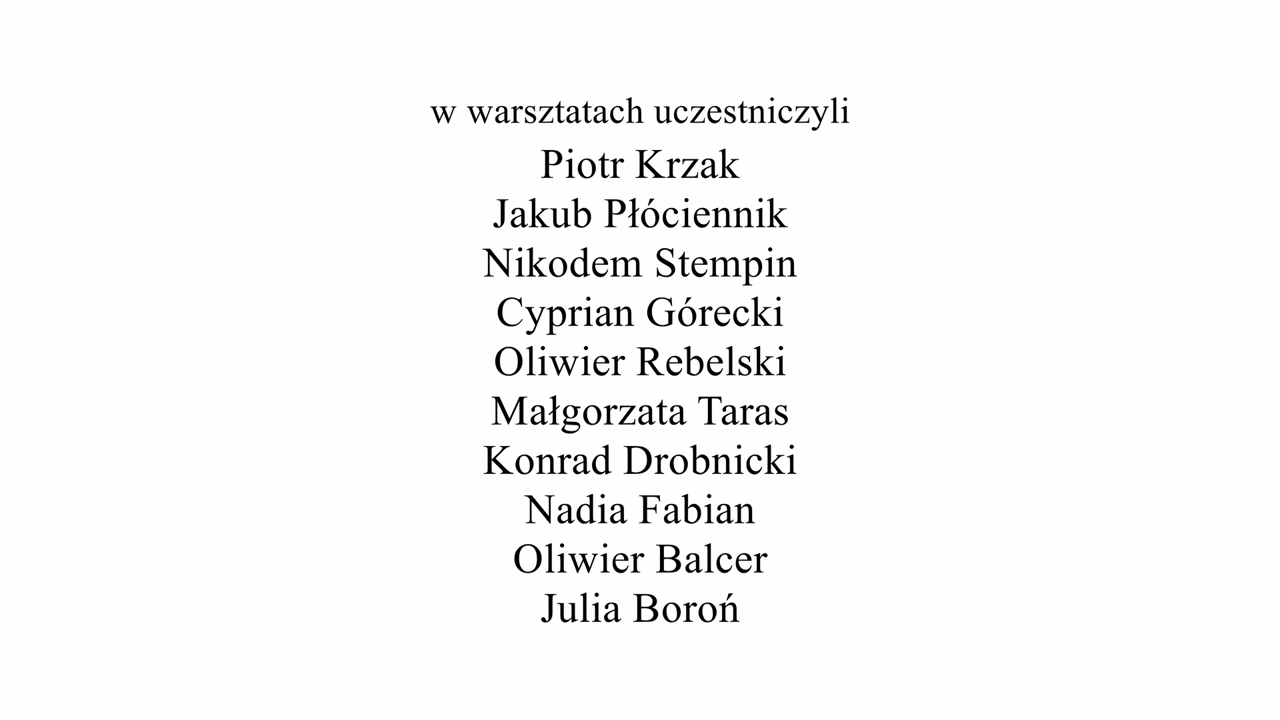 w warsztatach uczestniczyli
Piotr Krzak
Jakub Płóciennik
Nikodem Stempin
Cyprian Górecki
Oliwier Rebelski
Małgorzata Taras
Konrad Drobnicki
Nadia Fabian
Oliwier Balcer
Julia Boroń